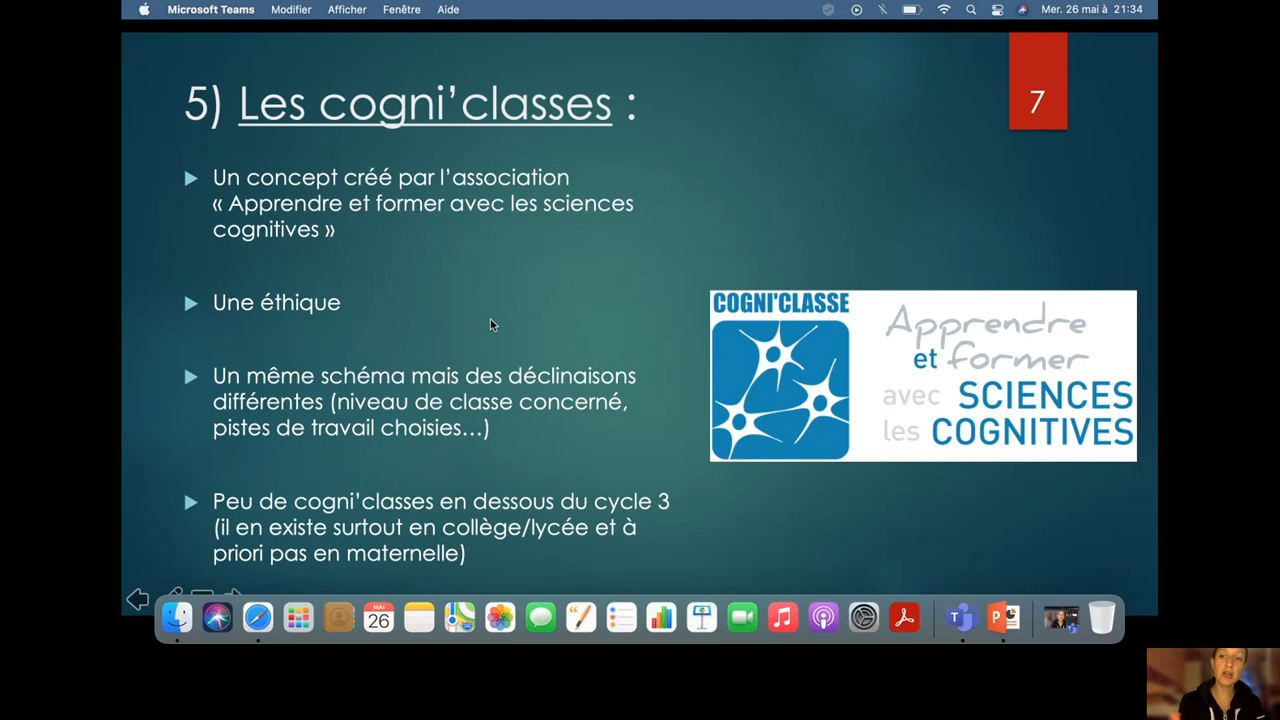 Microsoft Teams Modifier Afficher Fenêtre Aide Mer. 26 mai à 21:34
7
5) Les cogni’classes :
Un concept créé par l’association
« Apprendre et former avec les sciences
cognitives »
Une éthique
Un même schéma mais des déclinaisons
différentes (niveau de classe concerné,
pistes de travail choisies…)
Peu de cogni’classes en dessous du cycle 3
(il en existe surtout en collège/lycée et à
priori pas en maternelle)
COGNI'CLASSE
Apprendre
et former
avec les SCIENCES
COGNITIVES
MAI
26